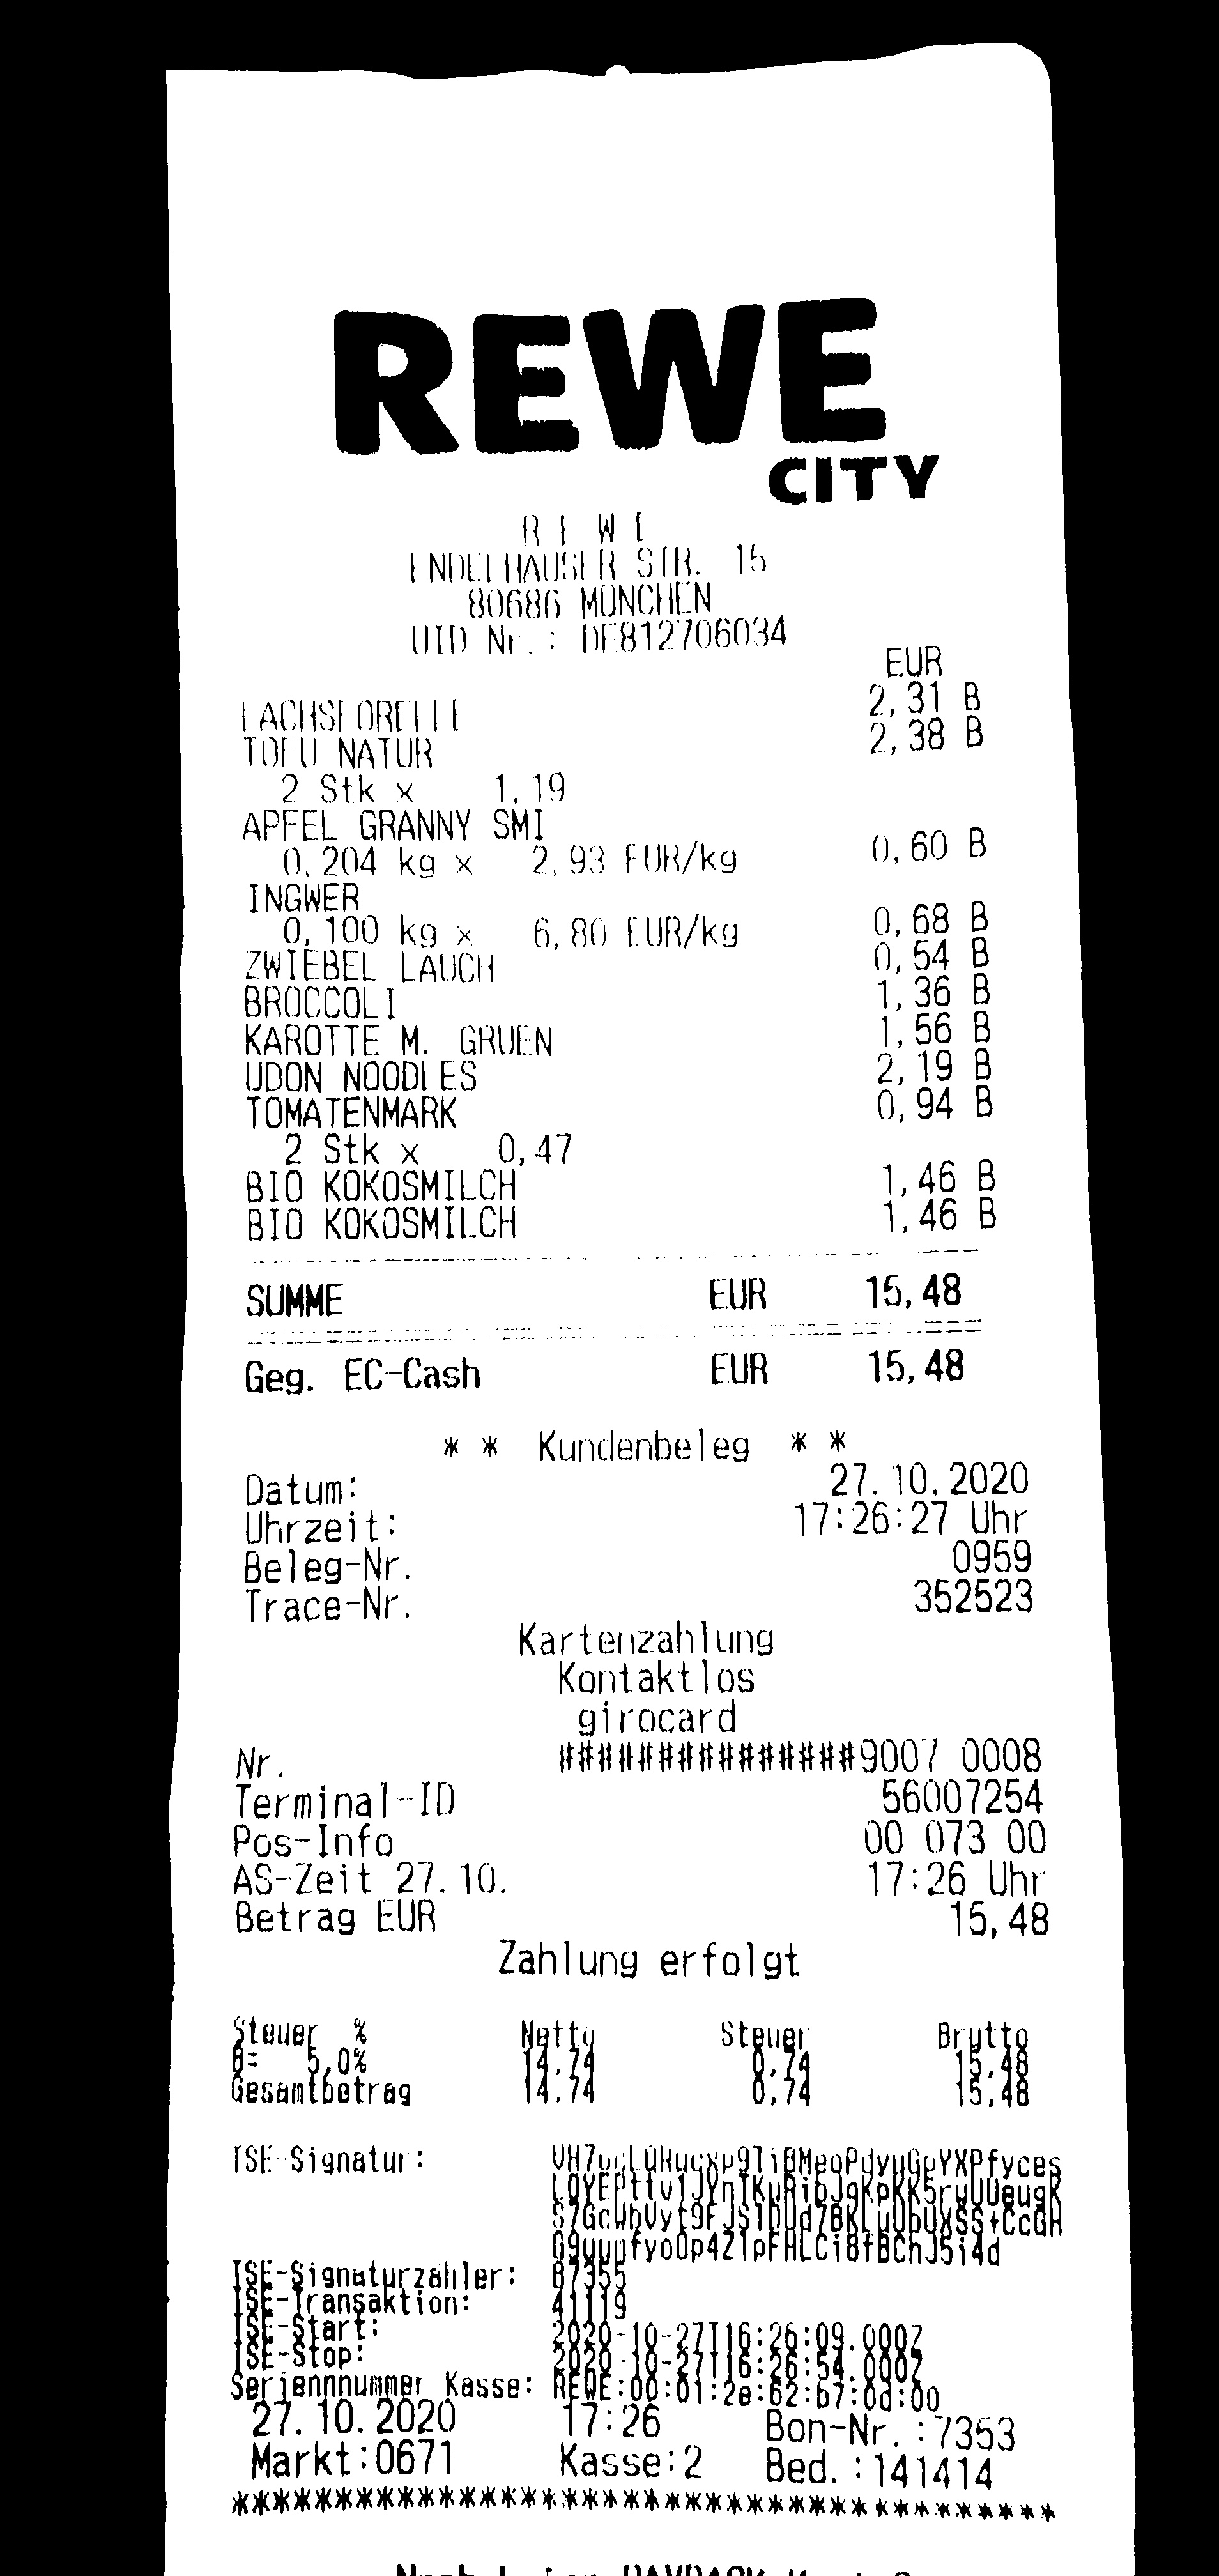 REWE
CITY
R E W E
ENDELHAUSER STR. 15
80686 MÜNCHEN
UID Nr.: DE812706034
EUR
LACHSFORELLE 2,31 B
TOFU NATUR 2,38 B
2 Stk x 1,19
APFEL GRANNY SMI
0,204 kg x 2,93 EUR/kg 0,60 B
INGWER
0,100 kg x 6,80 EUR/kg 0,68 B
ZWIEBEL LAUCH 0,54 B
BROCCOLI 1,36 B
KAROTTE M. GRUEN 1,56 B
UDON NOODLES 2,19 B
TOMATENMARK 0,94 B
2 Stk x 0,47
BIO KOKOSMILCH 1,46 B
BIO KOKOSMILCH 1,46 B
SUMME EUR 15,48
Geg. EC-Cash EUR 15,48
* * Kundenbeleg * *
Datum: 27.10.2020
Uhrzeit: 17:26:27 Uhr
Beleg-Nr. 0959
Trace-Nr. 352523
Kartenzahlung
Kontaktlos
girocard
Nr. ###############9007 0008
Terminal-ID 56007254
Pos-Info 00 073 00
AS-Zeit 27.10. 17:26 Uhr
Betrag EUR 15,48
Zahlung erfolgt
Steuer % Netto Steuer Brutto
B= 5,0% 14,74 0,74 15,48
Gesamtbetrag 14,74 0,74 15,48
TSE-Signatur:
TSE-Signaturzähler: 87355
TSE-Transaktion: 41119
TSE-Start: 2020-10-27T16:26:09.000Z
TSE-Stop: 2020-10-27T16:26:54.000Z
Seriennnummer Kasse: REWE:00:01:2e:62:b7:0d:00
27.10.2020 17:26 Bon-Nr.:7353
Markt:0671 Kasse:2 Bed.:141414
*****************************************